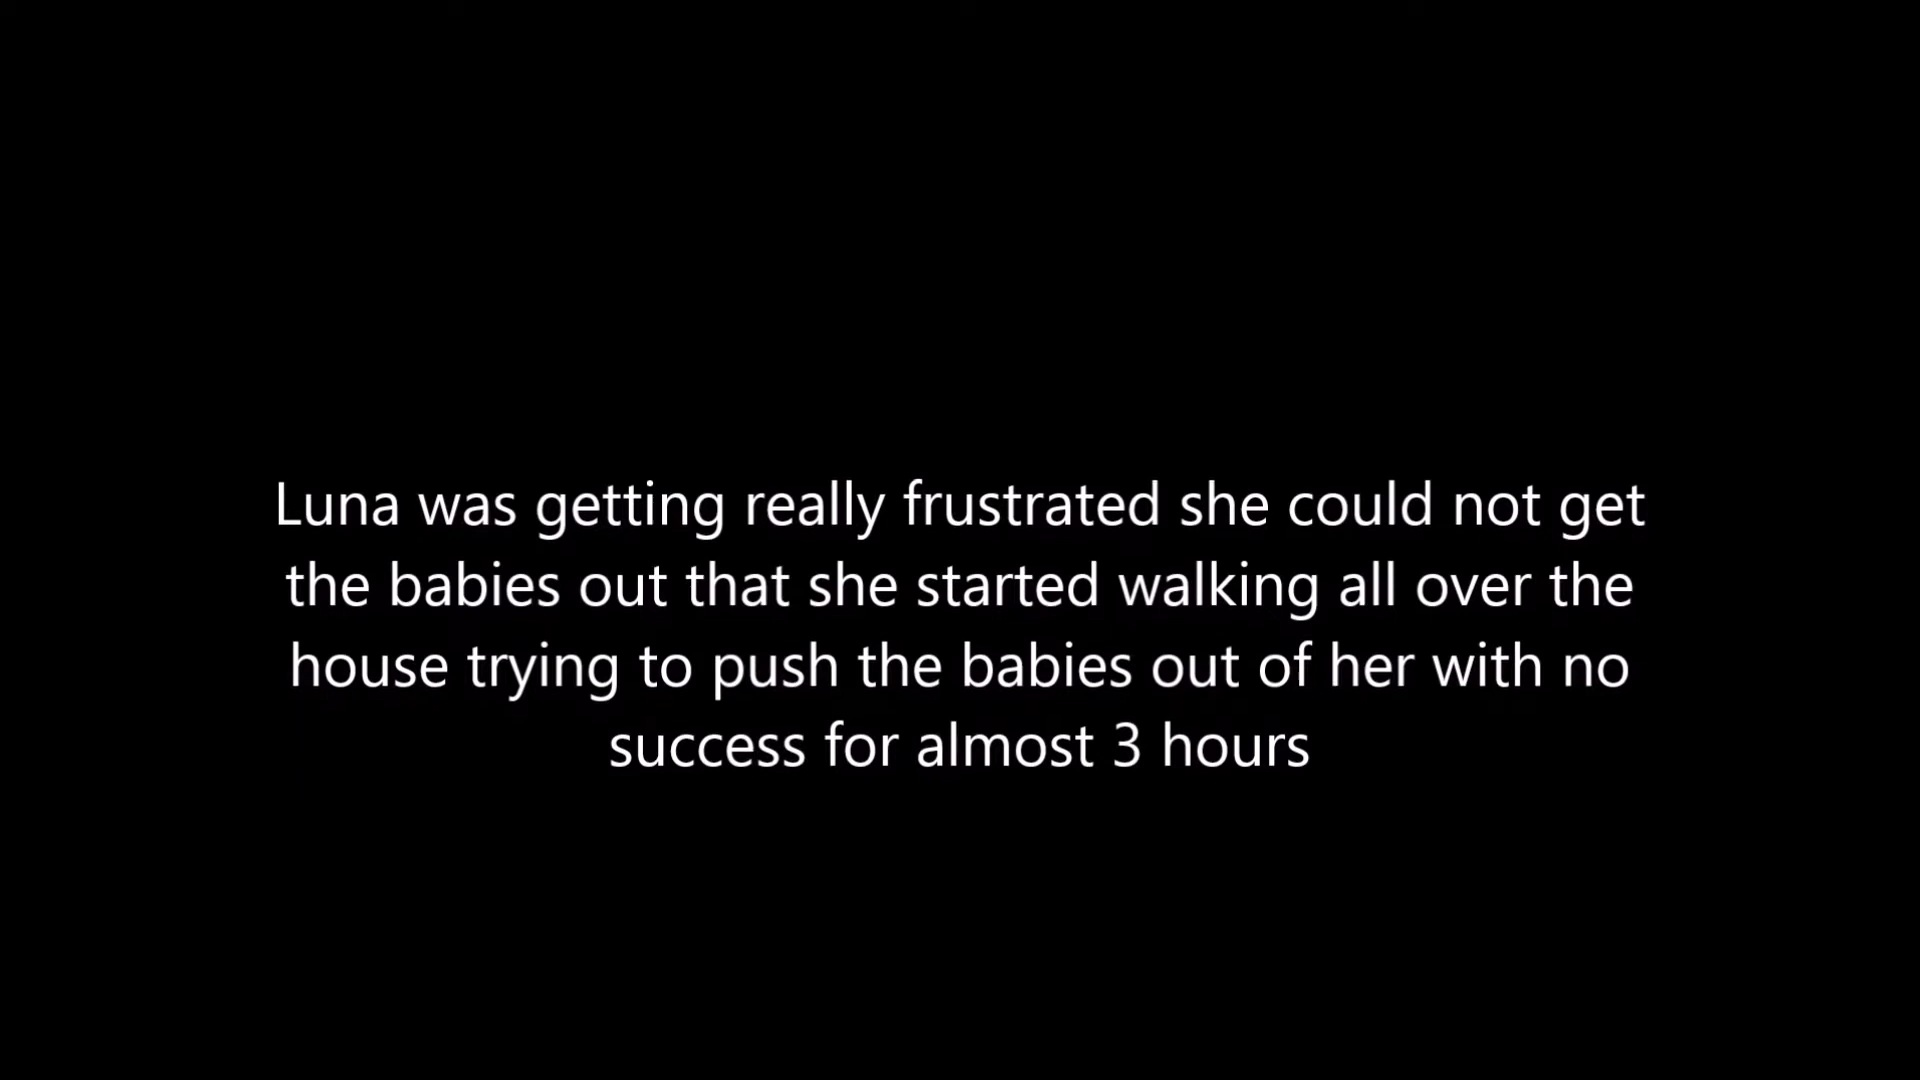 Luna was getting really frustrated she could not get
the babies out that she started walking all over the
house trying to push the babies out of her with no
success for almost 3 hours